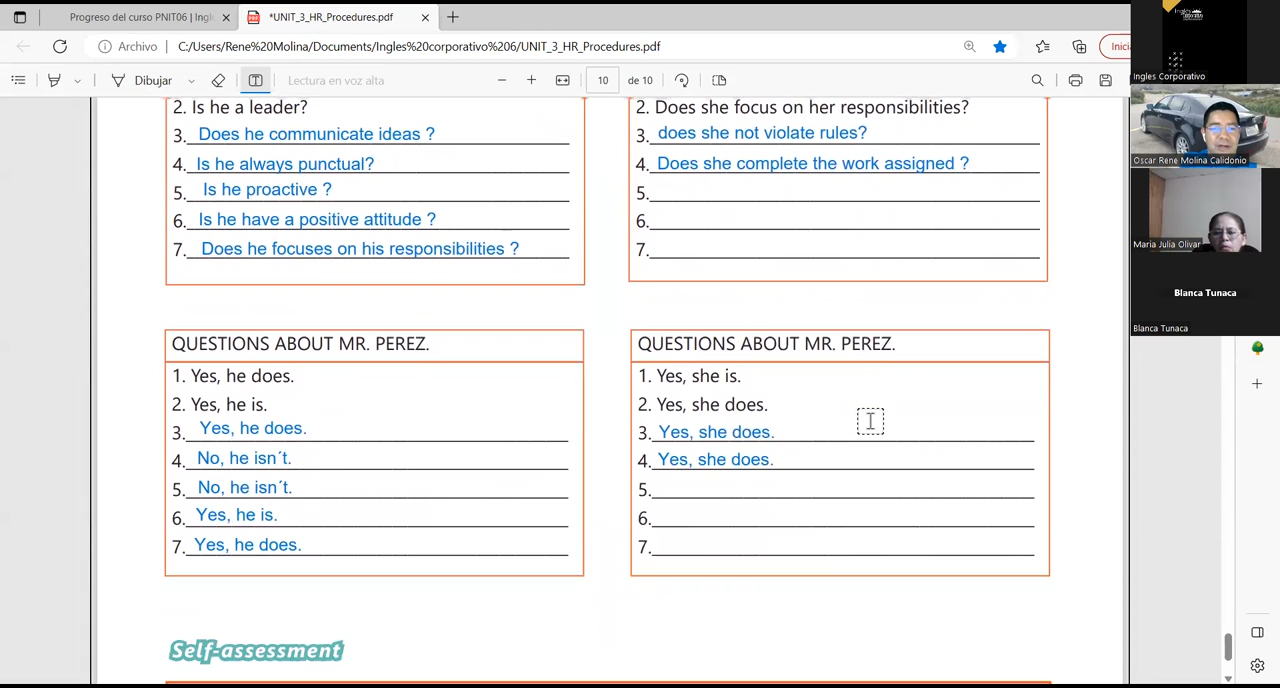 Progreso del curso PNIT06 | Ingl
*UNIT_3_HR_Procedures.pdf
Archivo
C:/Users/Rene%20Molina/Documents/Ingles%20corporativo%206/UNIT_3_HR_Procedures.pdf
Inicia
Dibujar
Lectura en voz alta
10
de 10
Ingles Corporativo
Oscar Rene Molina Calidonio
Maria Julia Olivar
Blanca Tunaca
Blanca Tunaca
2. Is he a leader?
3. Does he communicate ideas ?
4. Is he always punctual?
5. Is he proactive ?
6. Is he have a positive attitude ?
7. Does he focuses on his responsibilities ?
2. Does she focus on her responsibilities?
3. does she not violate rules?
4. Does she complete the work assigned ?
5.
6.
7.
QUESTIONS ABOUT MR. PEREZ.
1. Yes, he does.
2. Yes, he is.
3. Yes, he does.
4. No, he isn´t.
5. No, he isn´t.
6. Yes, he is.
7. Yes, he does.
QUESTIONS ABOUT MR. PEREZ.
1. Yes, she is.
2. Yes, she does.
3. Yes, she does.
4. Yes, she does.
5.
6.
7.
Self-assessment